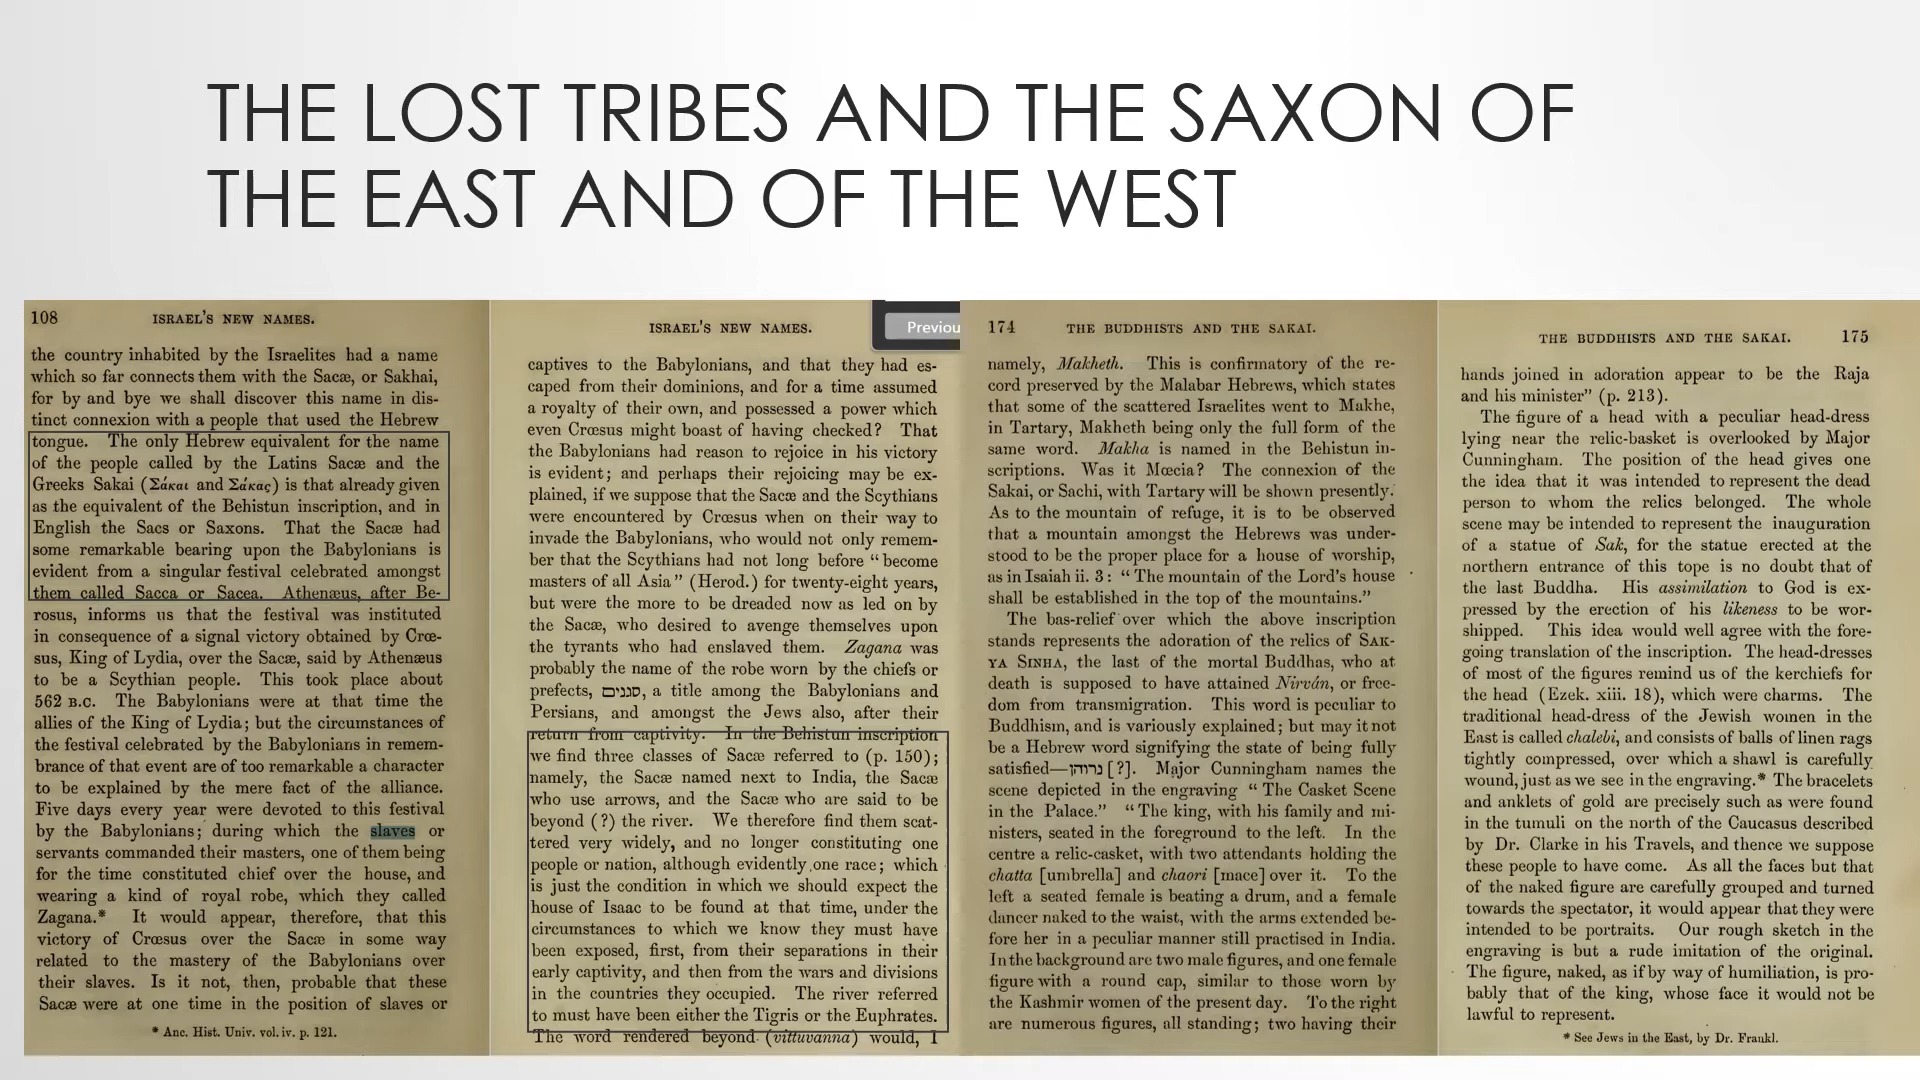 THE LOST TRIBES AND THE SAXON OF
THE EAST AND OF THE WEST
108 ISRAEL'S NEW NAMES.
the country inhabited by the Israelites had a name
which so far connects them with the Sacæ, or Sakhai,
for by and bye we shall discover this name in dis-
tinct connexion with a people that used the Hebrew
tongue. The only Hebrew equivalent for the name
of the people called by the Latins Sacæ and the
Greeks Sakai (Σάκαι and Σάκας) is that already given
as the equivalent of the Behistun inscription, and in
English the Sacs or Saxons. That the Sacæ had
some remarkable bearing upon the Babylonians is
evident from a singular festival celebrated amongst
them called Sacca or Sacea. Athenæus, after Be-
rosus, informs us that the festival was instituted
in consequence of a signal victory obtained by Crœ-
sus, King of Lydia, over the Sacæ, said by Athenæus
to be a Scythian people. This took place about
562 B.C. The Babylonians were at that time the
allies of the King of Lydia; but the circumstances of
the festival celebrated by the Babylonians in remem-
brance of that event are of too remarkable a character
to be explained by the mere fact of the alliance.
Five days every year were devoted to this festival
by the Babylonians; during which the slaves or
servants commanded their masters, one of them being
for the time constituted chief over the house, and
wearing a kind of royal robe, which they called
Zagana.* It would appear, therefore, that this
victory of Crœsus over the Sacæ in some way
related to the mastery of the Babylonians over
their slaves. Is it not, then, probable that these
Sacæ were at one time in the position of slaves or
* Anc. Hist. Univ. vol. iv. p. 121.
ISRAEL'S NEW NAMES.
Previou
captives to the Babylonians, and that they had es-
caped from their dominions, and for a time assumed
a royalty of their own, and possessed a power which
even Crœsus might boast of having checked? That
the Babylonians had reason to rejoice in his victory
is evident; and perhaps their rejoicing may be ex-
plained, if we suppose that the Sacæ and the Scythians
were encountered by Crœsus when on their way to
invade the Babylonians, who would not only remem-
ber that the Scythians had not long before "become
masters of all Asia" (Herod.) for twenty-eight years,
but were the more to be dreaded now as led on by
the Sacæ, who desired to avenge themselves upon
the tyrants who had enslaved them. Zagana was
probably the name of the robe worn by the chiefs or
prefects, סגנים, a title among the Babylonians and
Persians, and amongst the Jews also, after their
return from captivity. In the Behistun inscription
we find three classes of Sacæ referred to (p. 150);
namely, the Sacæ named next to India, the Sacæ
who use arrows, and the Sacæ who are said to be
beyond (?) the river. We therefore find them scat-
tered very widely, and no longer constituting one
people or nation, although evidently one race; which
is just the condition in which we should expect the
house of Isaac to be found at that time, under the
circumstances to which we know they must have
been exposed, first, from their separations in their
early captivity, and then from the wars and divisions
in the countries they occupied. The river referred
to must have been either the Tigris or the Euphrates.
The word rendered beyond (vittuvanna) would, I
174 THE BUDDHISTS AND THE SAKAI.
namely, Makheth. This is confirmatory of the re-
cord preserved by the Malabar Hebrews, which states
that some of the scattered Israelites went to Makhe,
in Tartary, Makheth being only the full form of the
same word. Makha is named in the Behistun in-
scriptions. Was it Mœcia? The connexion of the
Sakai, or Sachi, with Tartary will be shown presently.
As to the mountain of refuge, it is to be observed
that a mountain amongst the Hebrews was under-
stood to be the proper place for a house of worship,
as in Isaiah ii. 3: "The mountain of the Lord's house
shall be established in the top of the mountains."
The bas-relief over which the above inscription
stands represents the adoration of the relics of SAK-
YA SINHA, the last of the mortal Buddhas, who at
death is supposed to have attained Nirván, or free-
dom from transmigration. This word is peculiar to
Buddhism, and is variously explained; but may it not
be a Hebrew word signifying the state of being fully
satisfied—נרוהן [?]. Major Cunningham names the
scene depicted in the engraving "The Casket Scene
in the Palace." "The king, with his family and mi-
nisters, seated in the foreground to the left. In the
centre a relic-casket, with two attendants holding the
chatta [umbrella] and chaori [mace] over it. To the
left a seated female is beating a drum, and a female
dancer naked to the waist, with the arms extended be-
fore her in a peculiar manner still practised in India.
In the background are two male figures, and one female
figure with a round cap, similar to those worn by
the Kashmir women of the present day. To the right
are numerous figures, all standing; two having their
THE BUDDHISTS AND THE SAKAI. 175
hands joined in adoration appear to be the Raja
and his minister" (p. 213).
The figure of a head with a peculiar head-dress
lying near the relic-basket is overlooked by Major
Cunningham. The position of the head gives one
the idea that it was intended to represent the dead
person to whom the relics belonged. The whole
scene may be intended to represent the inauguration
of a statue of Sak, for the statue erected at the
northern entrance of this tope is no doubt that of
the last Buddha. His assimilation to God is ex-
pressed by the erection of his likeness to be wor-
shipped. This idea would well agree with the fore-
going translation of the inscription. The head-dresses
of most of the figures remind us of the kerchiefs for
the head (Ezek. xiii. 18), which were charms. The
traditional head-dress of the Jewish women in the
East is called chalebi, and consists of balls of linen rags
tightly compressed, over which a shawl is carefully
wound, just as we see in the engraving.* The bracelets
and anklets of gold are precisely such as were found
in the tumuli on the north of the Caucasus described
by Dr. Clarke in his Travels, and thence we suppose
these people to have come. As all the faces but that
of the naked figure are carefully grouped and turned
towards the spectator, it would appear that they were
intended to be portraits. Our rough sketch in the
engraving is but a rude imitation of the original.
The figure, naked, as if by way of humiliation, is pro-
bably that of the king, whose face it would not be
lawful to represent.
* See Jews in the East, by Dr. Frankl.